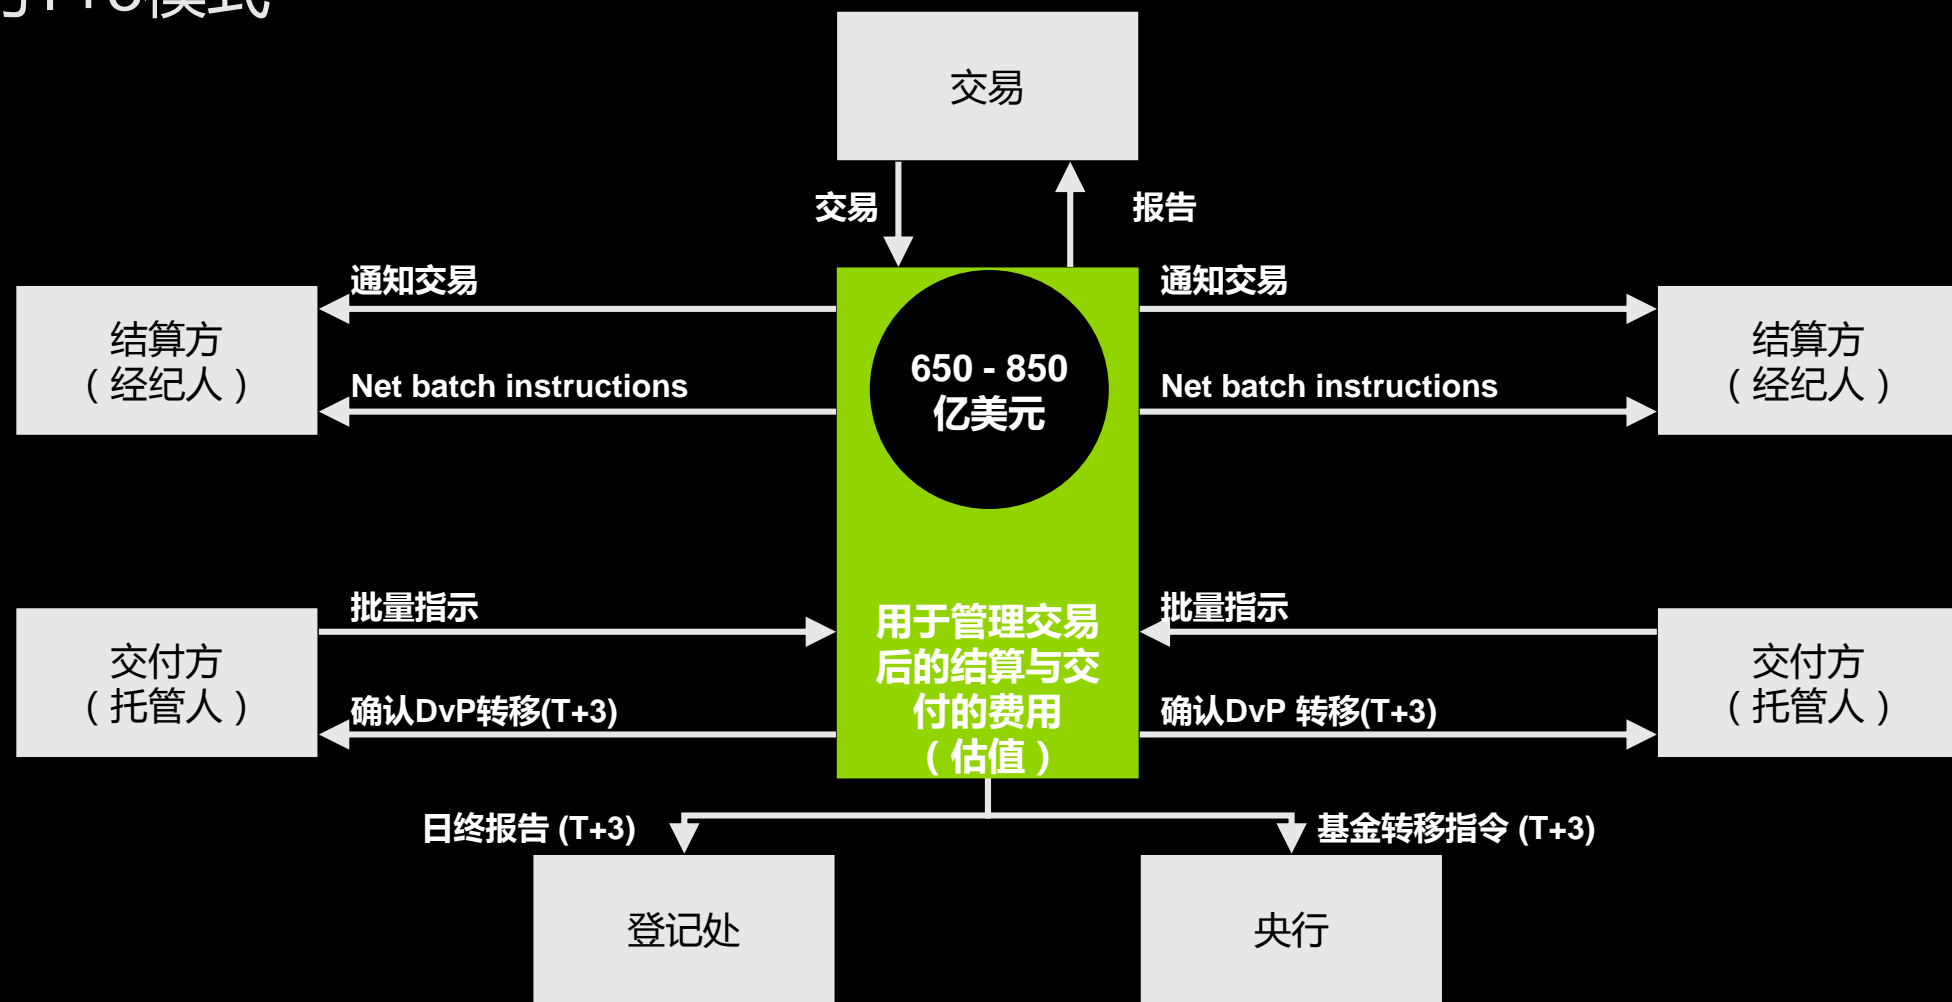 T+3模式
交易
交易
报告
通知交易
通知交易
结算方
（经纪人）
Net batch instructions
650 - 850
亿美元
Net batch instructions
结算方
（经纪人）
批量指示
批量指示
交付方
（托管人）
确认DvP转移(T+3)
用于管理交易
后的结算与交
付的费用
（估值）
确认DvP 转移(T+3)
交付方
（托管人）
日终报告 (T+3)
基金转移指令 (T+3)
登记处
央行